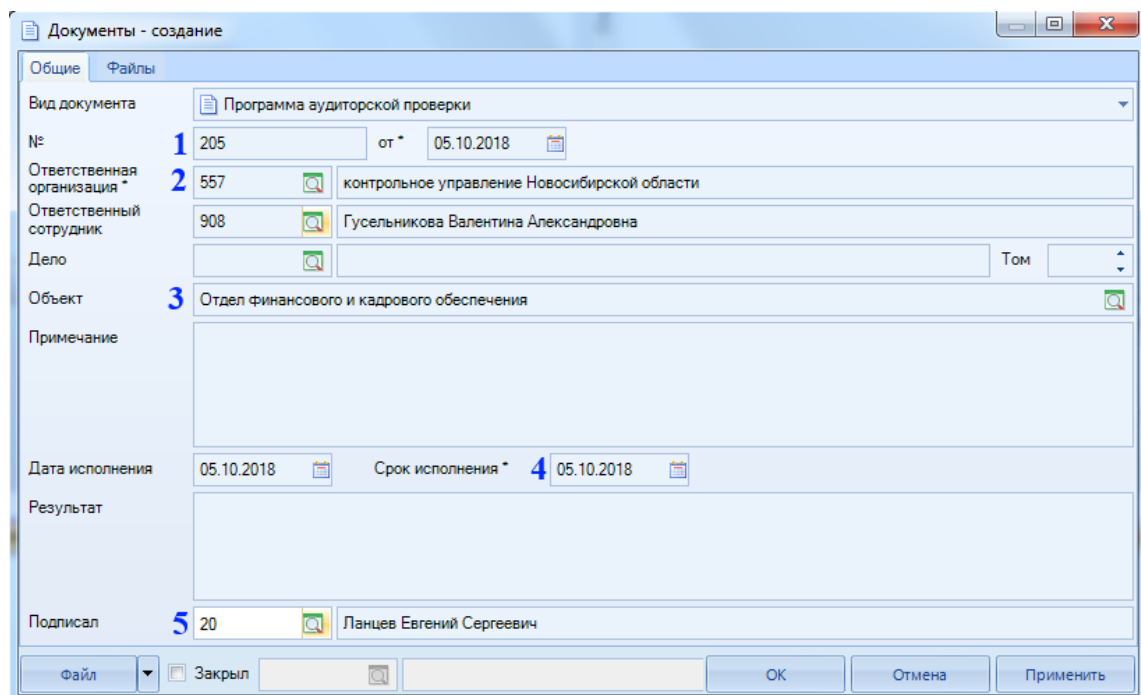 Документы - создание
Общие Файлы
Вид документа Программа аудиторской проверки
№ 1 205 от * 05.10.2018
Ответственная
организация * 2 557 контрольное управление Новосибирской области
Ответственный
сотрудник 908 Гусельникова Валентина Александровна
Дело Том
Объект 3 Отдел финансового и кадрового обеспечения
Примечание
Дата исполнения 05.10.2018 Срок исполнения * 4 05.10.2018
Результат
Подписал 5 20 Ланцев Евгений Сергеевич
Файл Закрыл ОК Отмена Применить